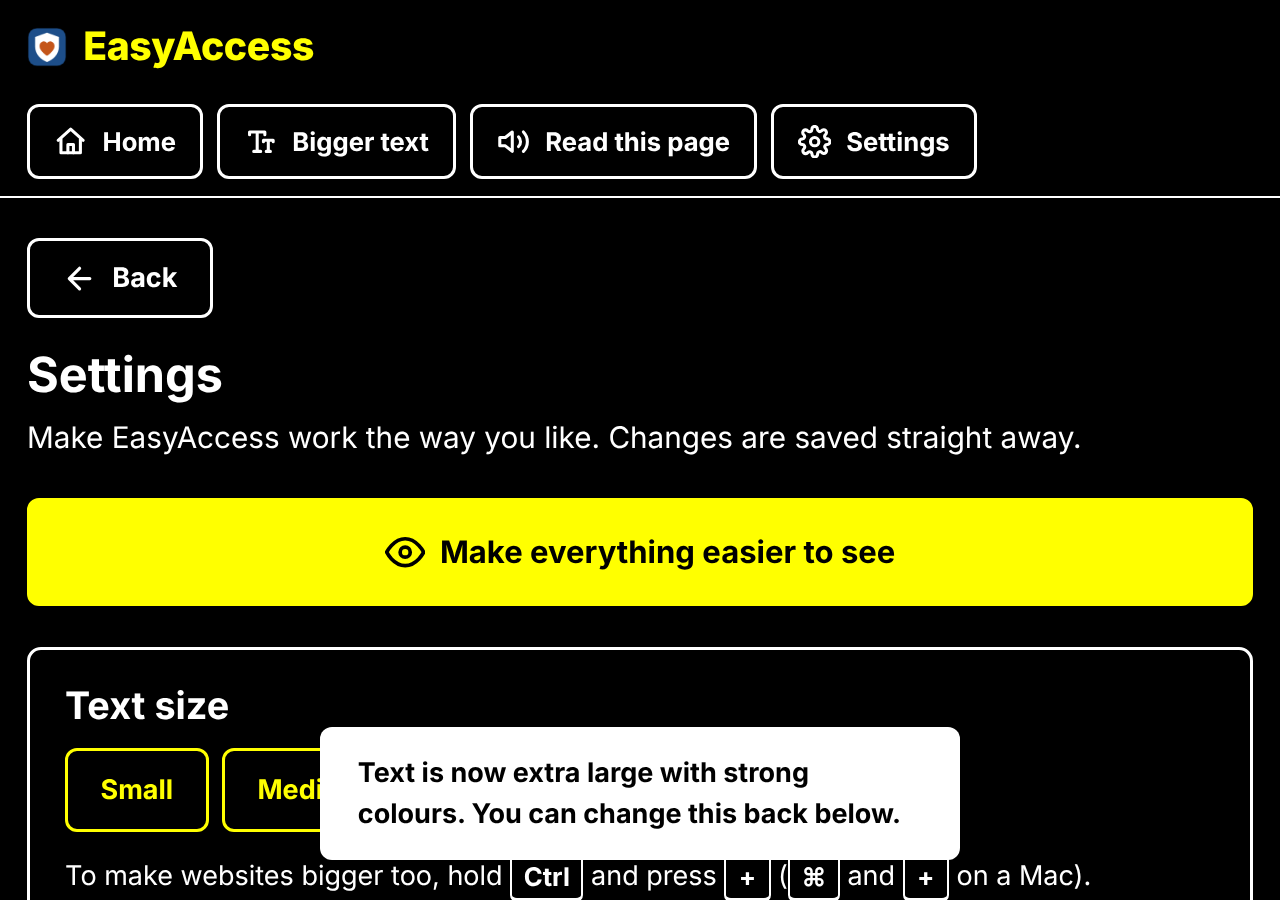 EasyAccess
Home
Bigger text
Read this page
Settings
Back
Settings
Make EasyAccess work the way you like. Changes are saved straight away.
Make everything easier to see
Text size
Small
Text is now extra large with strong
colours. You can change this back below.
To make websites bigger too, hold Ctrl and press + (⌘ and + on a Mac).